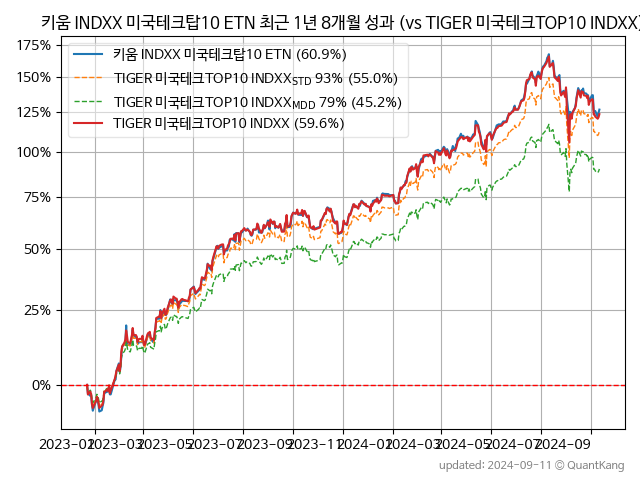 키움 INDXX 미국테크탑10 ETN 최근 1년 8개월 성과 (vs TIGER 미국테크TOP10 INDXX)
175%
150%
125%
100%
75%
50%
25%
0%
키움 INDXX 미국테크탑10 ETN (60.9%)
TIGER 미국테크TOP10 INDXX STD 93% (55.0%)
TIGER 미국테크TOP10 INDXX MDD 79% (45.2%)
TIGER 미국테크TOP10 INDXX (59.6%)
2023-01 2023-03 2023-05 2023-07 2023-09 2023-11 2024-01 2024-03 2024-05 2024-07 2024-09
updated: 2024-09-11 © QuantKang